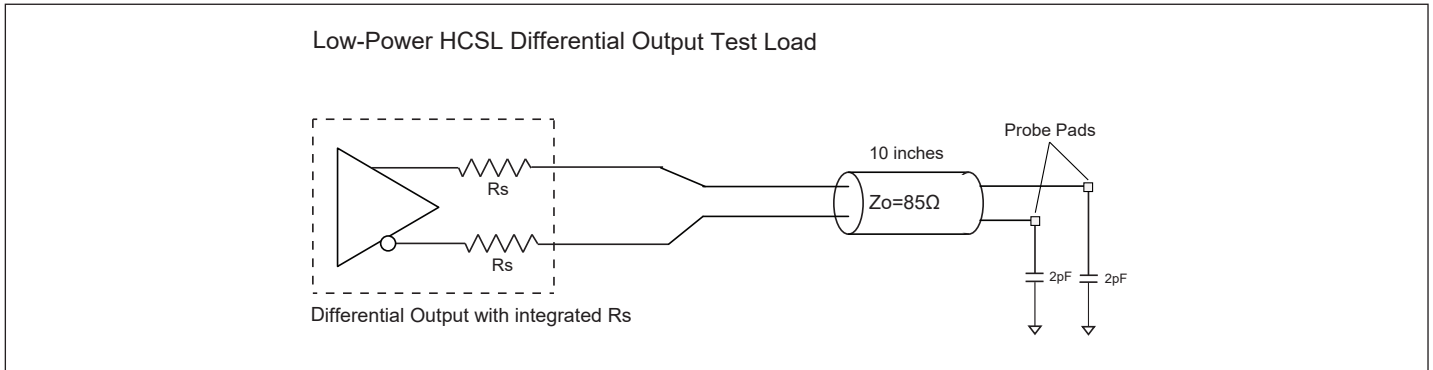 Low-Power HCSL Differential Output Test Load
Probe Pads
10 inches
Rs
Zo=85Ω
Rs
2pF
2pF
Differential Output with integrated Rs